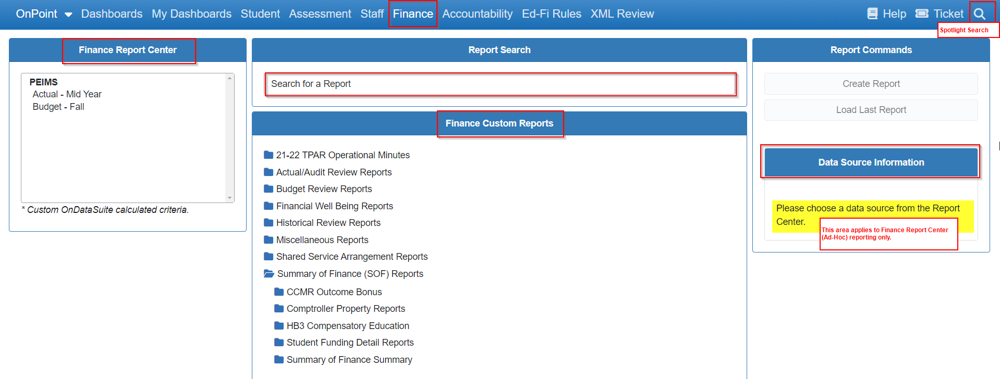 OnPoint Dashboards My Dashboards Student Assessment Staff Finance Accountability Ed-Fi Rules XML Review Help Ticket
Spotlight Search
Finance Report Center
PEIMS
Actual - Mid Year
Budget - Fall
* Custom OnDataSuite calculated criteria.
Report Search
Search for a Report
Finance Custom Reports
21-22 TPAR Operational Minutes
Actual/Audit Review Reports
Budget Review Reports
Financial Well Being Reports
Historical Review Reports
Miscellaneous Reports
Shared Service Arrangement Reports
Summary of Finance (SOF) Reports
CCMR Outcome Bonus
Comptroller Property Reports
HB3 Compensatory Education
Student Funding Detail Reports
Summary of Finance Summary
Report Commands
Create Report
Load Last Report
Data Source Information
Please choose a data source from the Report
Center.
This area applies to Finance Report Center
(Ad-Hoc) reporting only.